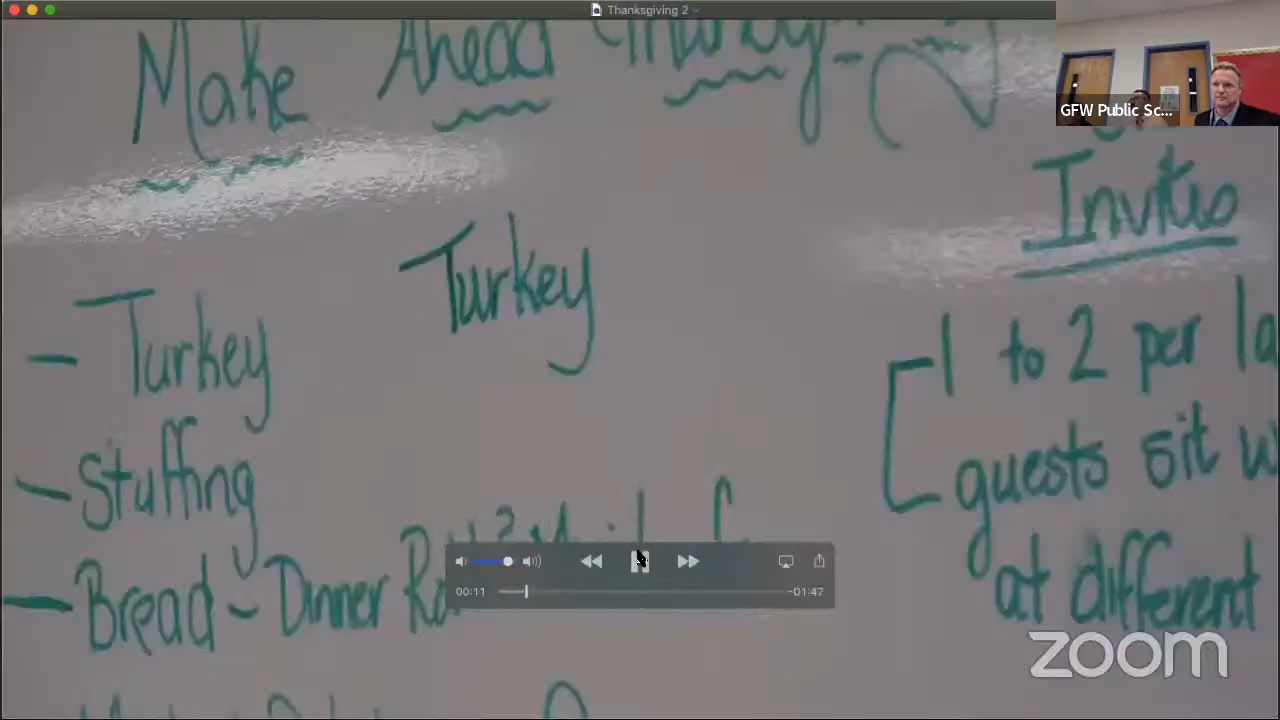 Thanksgiving 2
GFW Public Sc...
Make Ahead
Invites
Turkey
- Turkey
1 to 2 per
- Stuffing
guests sit
- Bread - Dinner
at different
00:11
-01:47
zoom